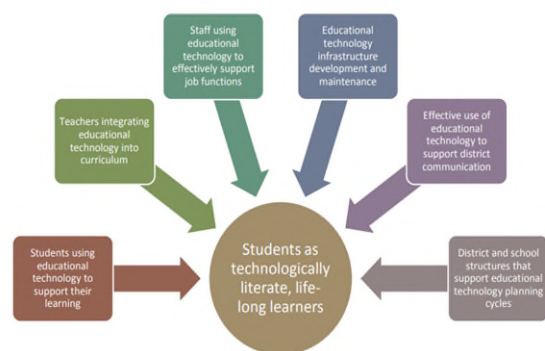 Staff using
educational
technology to
effectively support
job functions
Educational
technology
infrastructure
development and
maintenance
Teachers integrating
educational
technology into
curriculum
Effective use of
educational
technology to
support district
communication
Students using
educational
technology to
support their
learning
Students as
technologically
literate, life-
long learners
District and school
structures that
support educational
technology planning
cycles